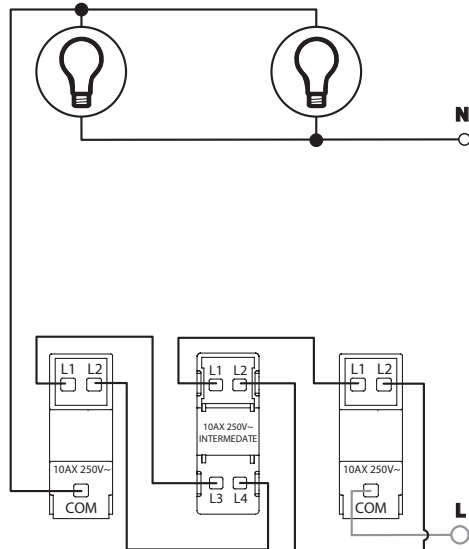 N
L1 L2
L1 L2
L1 L2
10AX 250V~
INTERMEDATE
10AX 250V~
10AX 250V~
L3 L4
COM
COM
L